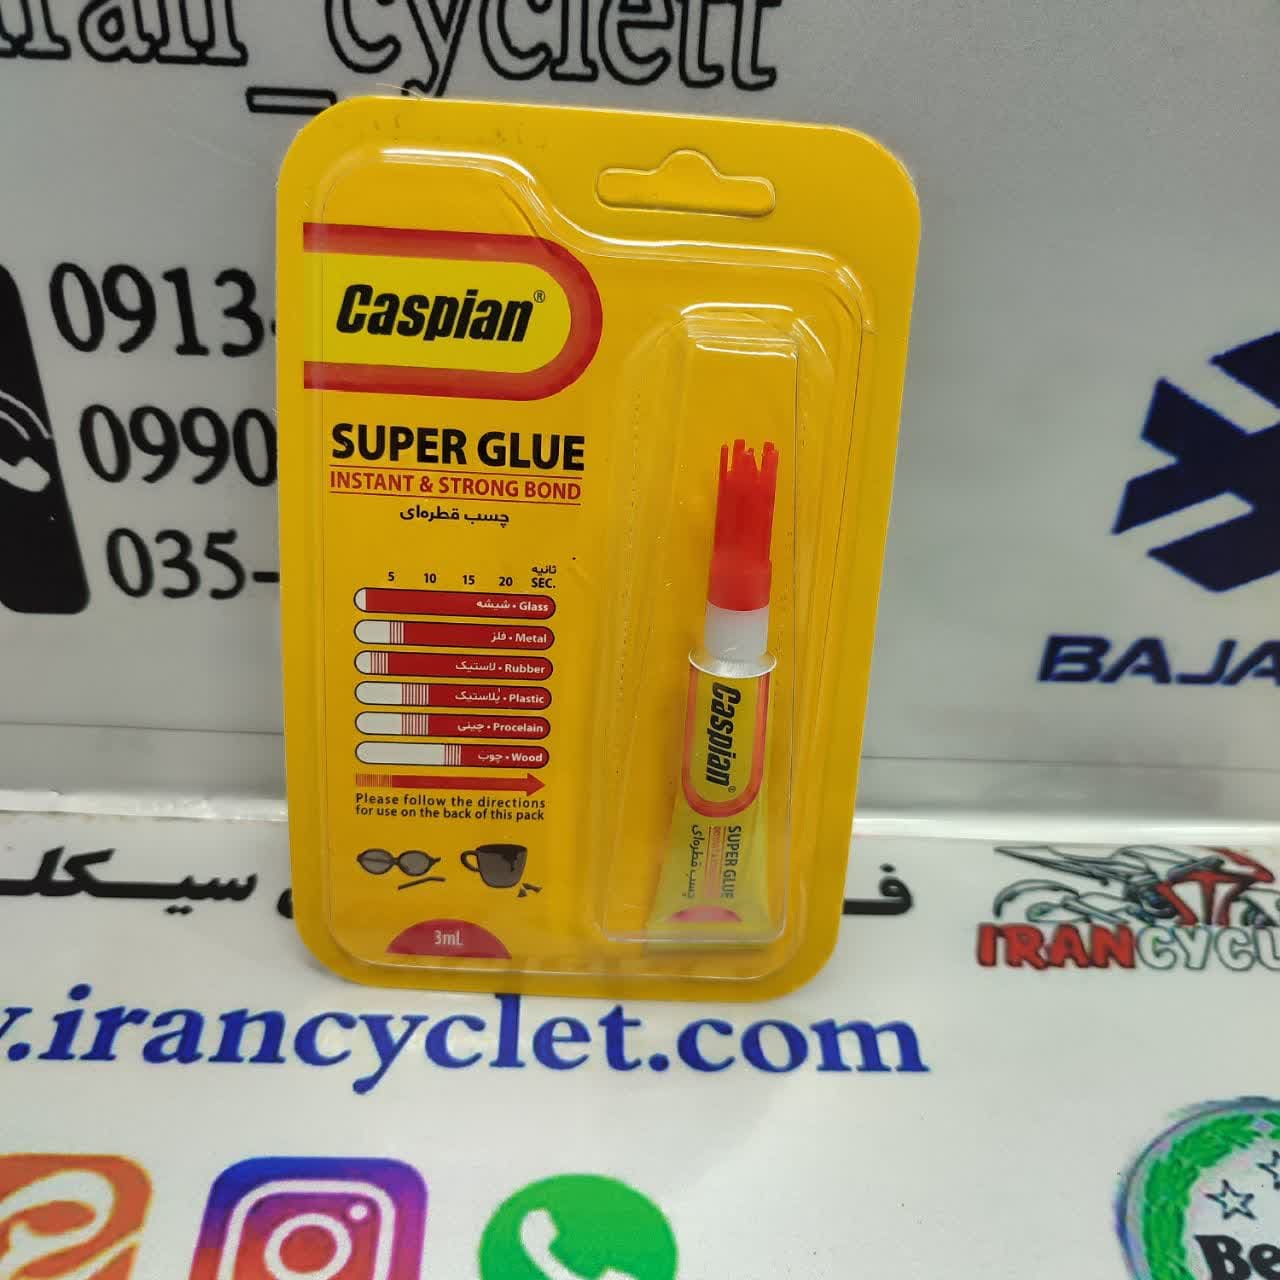 iran_cyclett
0913
0990
035-
Caspian®
SUPER GLUE
INSTANT & STRONG BOND
چسب قطره‌ای
5 10 15 20 ثانیه SEC.
شیشه • Glass
فلز • Metal
لاستیک • Rubber
پلاستیک • Plastic
چینی • Procelain
چوب • Wood
Please follow the directions
for use on the back of this pack
3mL
Caspian®
SUPER GLUE
چسب قطره‌ای
BAJA
IRANCYCL
.irancyclet.com
Be